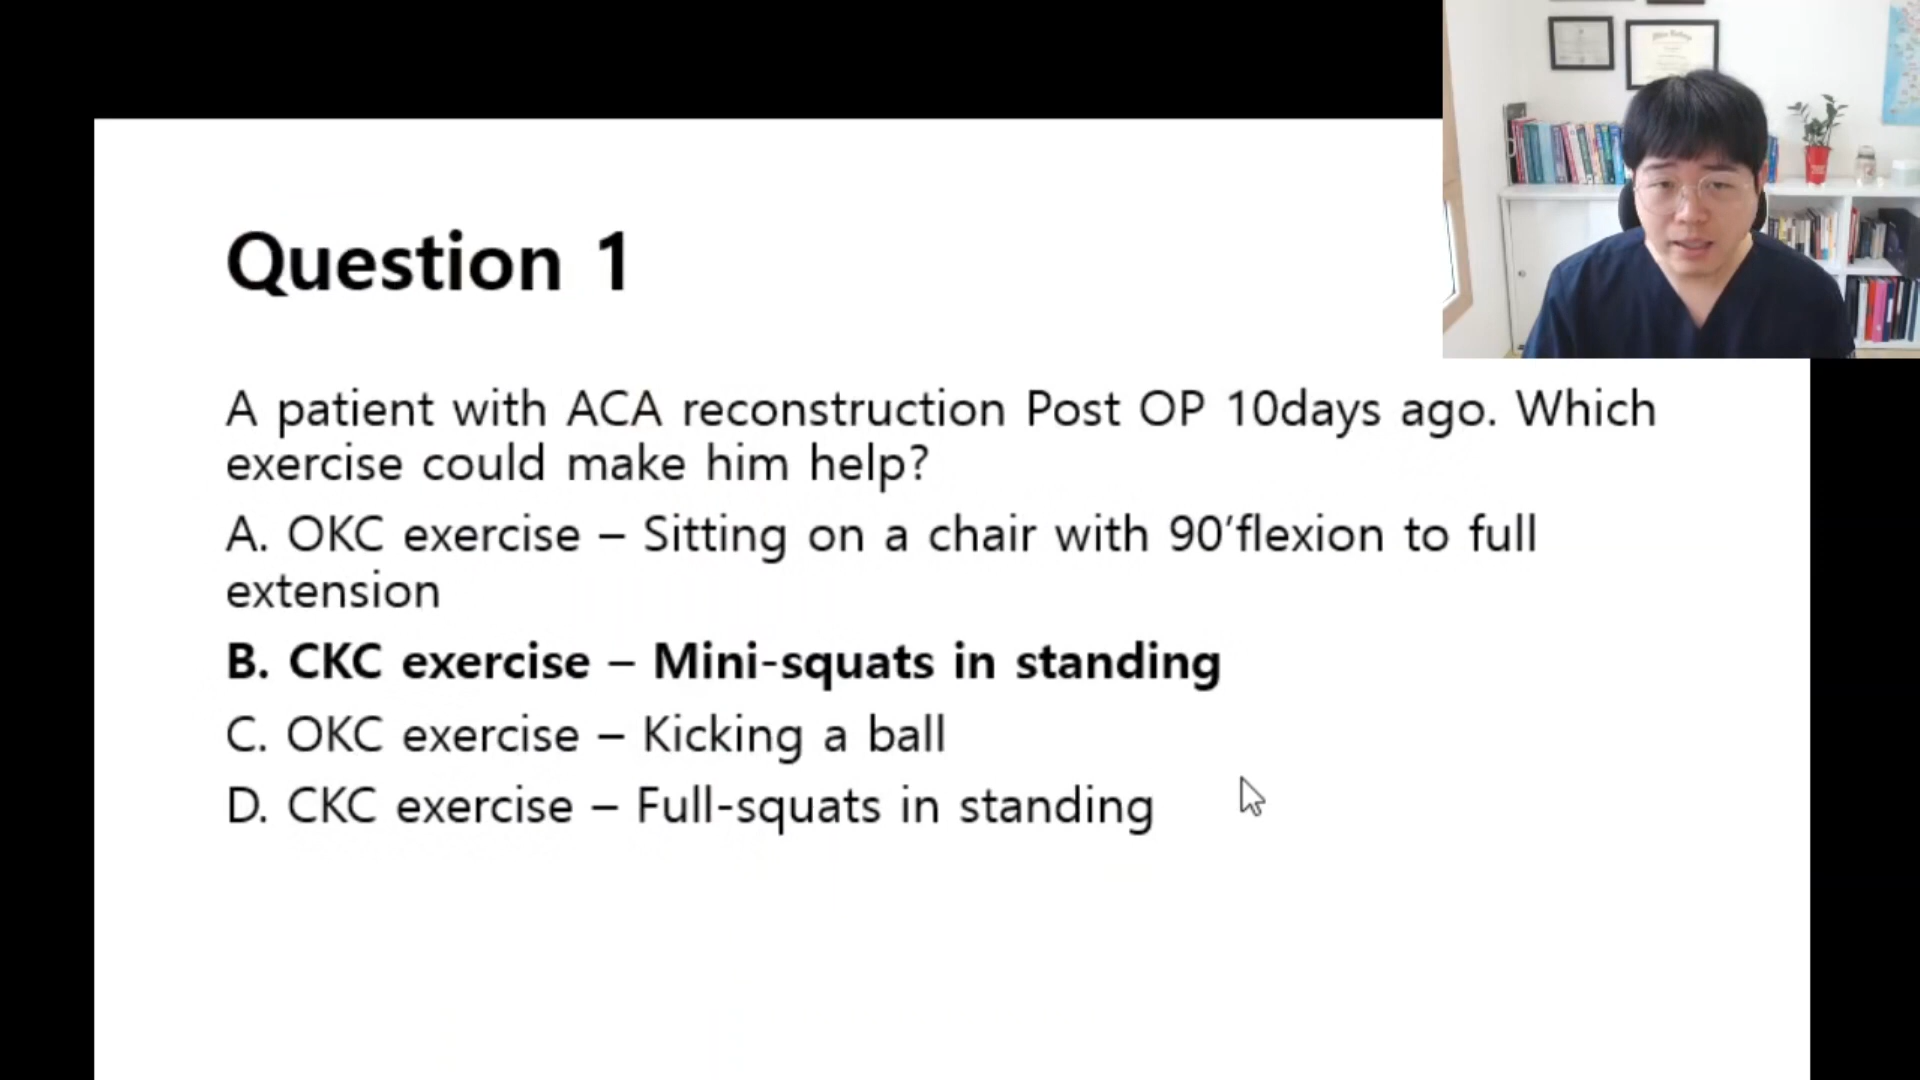 Question 1
A patient with ACA reconstruction Post OP 10days ago. Which
exercise could make him help?
A. OKC exercise – Sitting on a chair with 90’flexion to full
extension
B. CKC exercise – Mini-squats in standing
C. OKC exercise – Kicking a ball
D. CKC exercise – Full-squats in standing